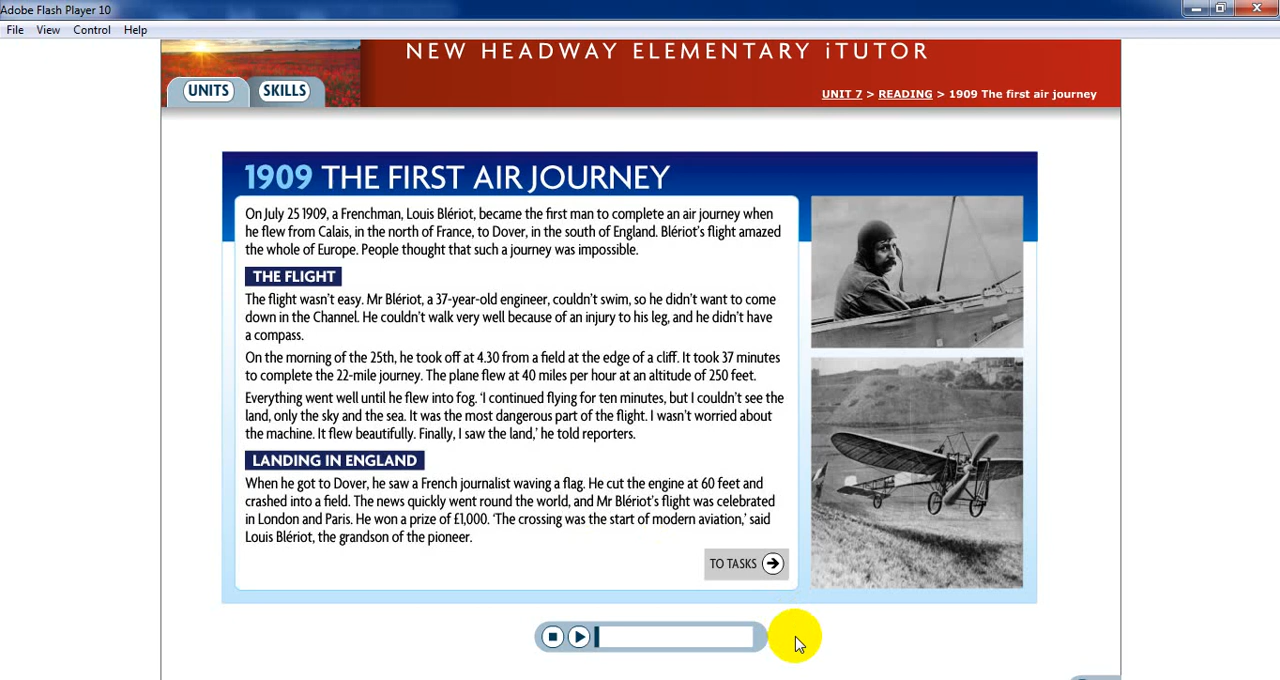 Adobe Flash Player 10
File View Control Help
NEW HEADWAY ELEMENTARY iTUTOR
UNITS SKILLS
UNIT 7 > READING > 1909 The first air journey
1909 THE FIRST AIR JOURNEY
On July 25 1909, a Frenchman, Louis Blériot, became the first man to complete an air journey when
he flew from Calais, in the north of France, to Dover, in the south of England. Blériot's flight amazed
the whole of Europe. People thought that such a journey was impossible.
THE FLIGHT
The flight wasn't easy. Mr Blériot, a 37-year-old engineer, couldn't swim, so he didn't want to come
down in the Channel. He couldn't walk very well because of an injury to his leg, and he didn't have
a compass.
On the morning of the 25th, he took off at 4.30 from a field at the edge of a cliff. It took 37 minutes
to complete the 22-mile journey. The plane flew at 40 miles per hour at an altitude of 250 feet.
Everything went well until he flew into fog. 'I continued flying for ten minutes, but I couldn't see the
land, only the sky and the sea. It was the most dangerous part of the flight. I wasn't worried about
the machine. It flew beautifully. Finally, I saw the land,' he told reporters.
LANDING IN ENGLAND
When he got to Dover, he saw a French journalist waving a flag. He cut the engine at 60 feet and
crashed into a field. The news quickly went round the world, and Mr Blériot's flight was celebrated
in London and Paris. He won a prize of £1,000. 'The crossing was the start of modern aviation,' said
Louis Blériot, the grandson of the pioneer.
TO TASKS